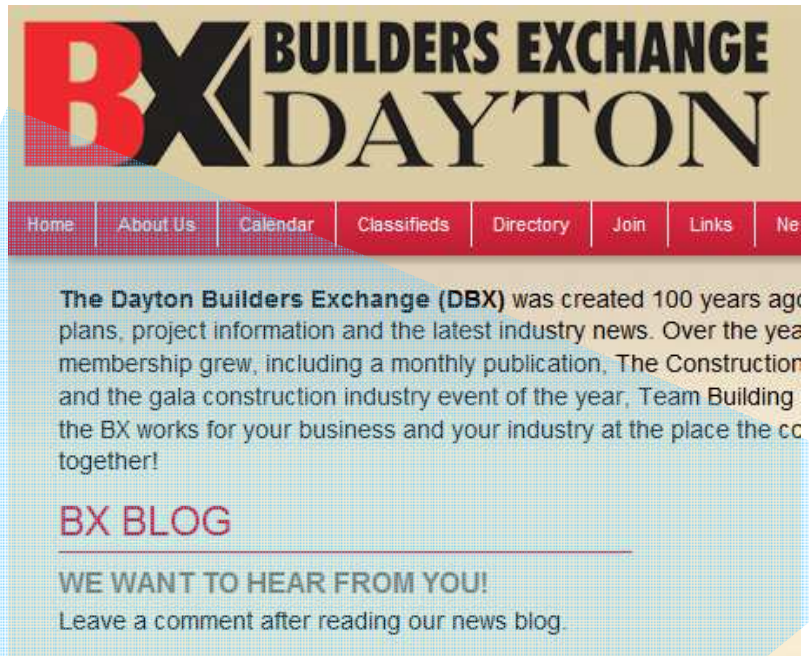 BX BUILDERS EXCHANGE
DAYTON
Home About Us Calendar Classifieds Directory Join Links Ne
The Dayton Builders Exchange (DBX) was created 100 years ago
plans, project information and the latest industry news. Over the yea
membership grew, including a monthly publication, The Construction
and the gala construction industry event of the year, Team Building
the BX works for your business and your industry at the place the co
together!
BX BLOG
WE WANT TO HEAR FROM YOU!
Leave a comment after reading our news blog.